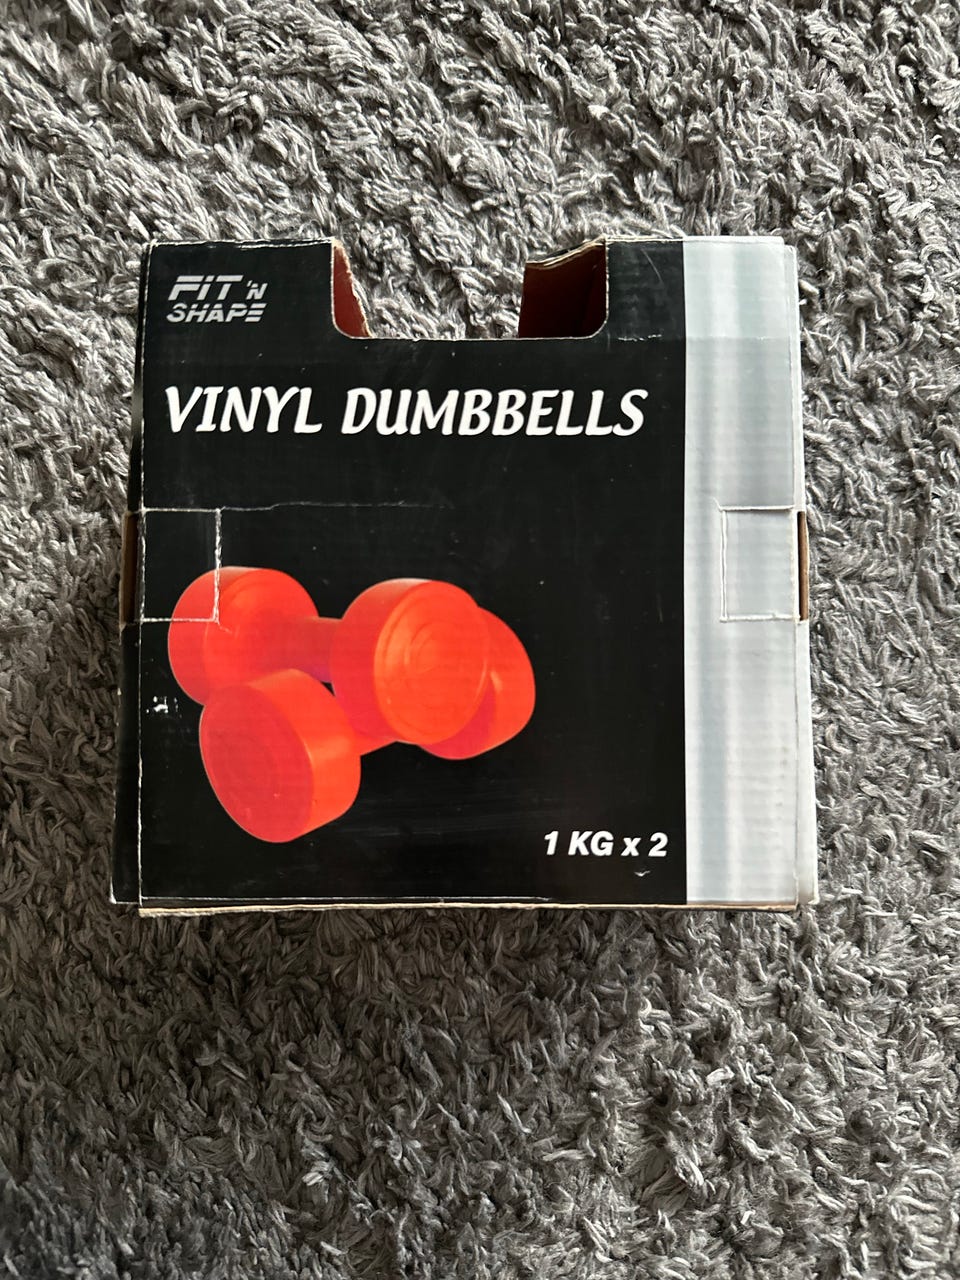 FIT 'N
SHAPE
VINYL DUMBBELLS
1 KG x 2